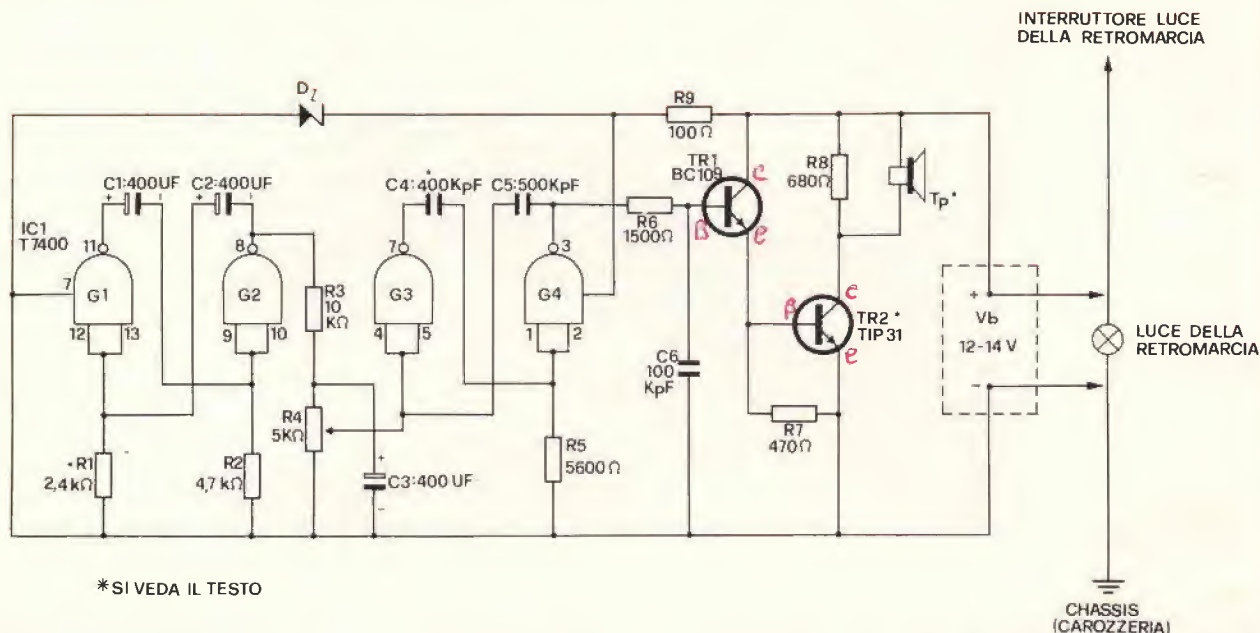 INTERRUTTORE LUCE
DELLA RETROMARCIA
DZ
R9
100Ω
TR1
BC109
C
B
e
R8
680Ω
Tp*
C1:400UF
+ -
C2:400UF
+ -
C4:400KpF
*
C5:500KpF
IC1
T7400
11
7
G1
12 13
8
G2
9 10
R3
10
KΩ
7
G3
4 5
3
G4
1 2
R6
1500Ω
B
C
e
TR2*
TIP31
+
Vb
12-14 V
-
LUCE DELLA
RETROMARCIA
C6
100
KpF
R4
5KΩ
R7
470Ω
*R1
2,4 kΩ
R2
4,7 kΩ
+
C3:400 UF
-
R5
5600Ω
*SI VEDA IL TESTO
CHASSIS
(CAROZZERIA)